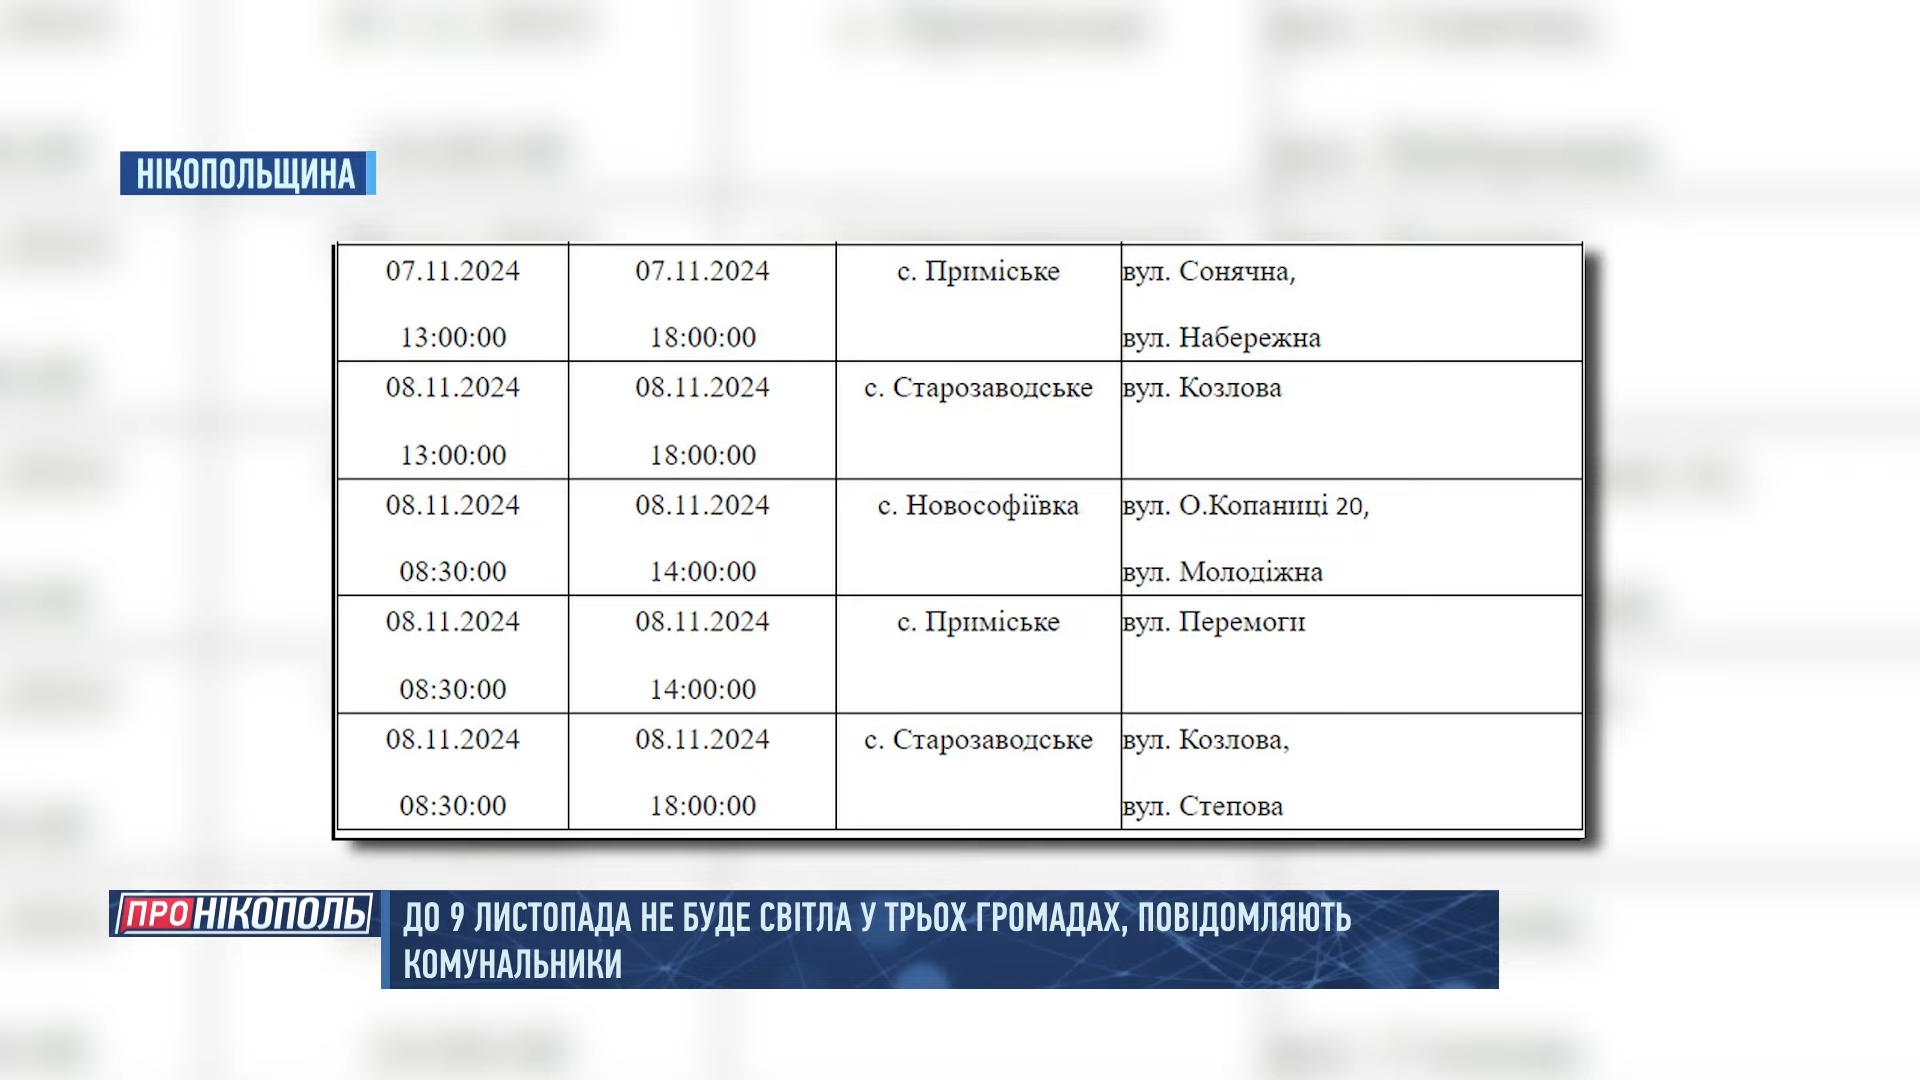 НІКОПОЛЬЩИНА
07.11.2024 07.11.2024 с. Приміське вул. Сонячна,
13:00:00 18:00:00 вул. Набережна
08.11.2024 08.11.2024 с. Старозаводське вул. Козлова
13:00:00 18:00:00
08.11.2024 08.11.2024 с. Новософіївка вул. О.Копаниці 20,
08:30:00 14:00:00 вул. Молодіжна
08.11.2024 08.11.2024 с. Приміське вул. Перемоги
08:30:00 14:00:00
08.11.2024 08.11.2024 с. Старозаводське вул. Козлова,
08:30:00 18:00:00 вул. Степова
ПРО НІКОПОЛЬ
ДО 9 ЛИСТОПАДА НЕ БУДЕ СВІТЛА У ТРЬОХ ГРОМАДАХ, ПОВІДОМЛЯЮТЬ
КОМУНАЛЬНИКИ